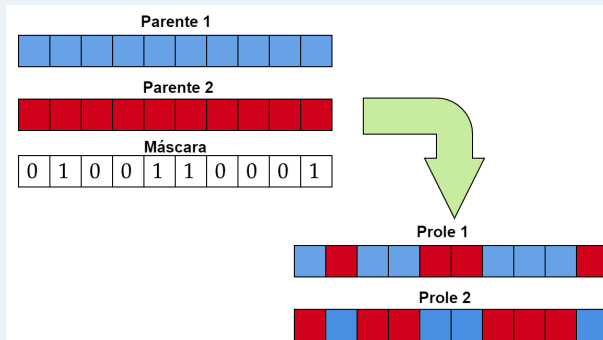 Parente 1
Parente 2
Máscara
0 1 0 0 1 1 0 0 0 1
Prole 1
Prole 2